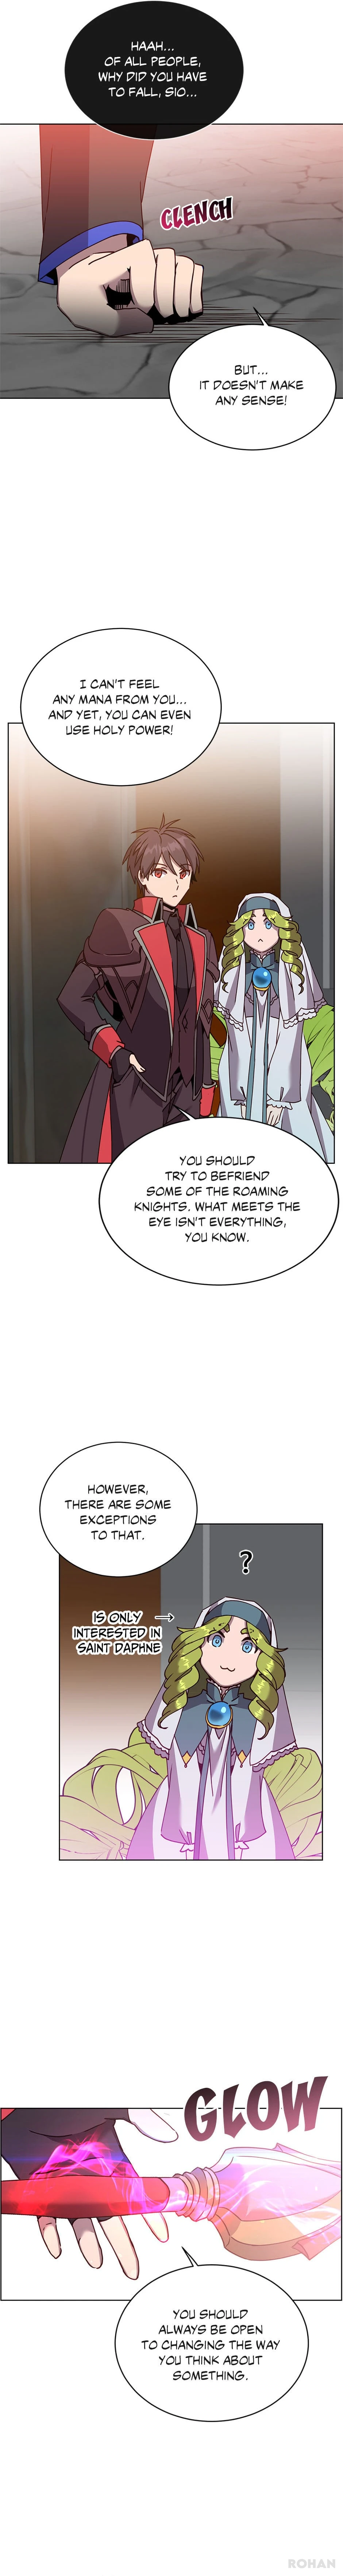 HAAH...
OF ALL PEOPLE,
WHY DID YOU HAVE
TO FALL, SIO...
CLENCH
BUT...
IT DOESN'T MAKE
ANY SENSE!
I CAN'T FEEL
ANY MANA FROM YOU...
AND YET, YOU CAN EVEN
USE HOLY POWER!
YOU SHOULD
TRY TO BEFRIEND
SOME OF THE ROAMING
KNIGHTS. WHAT MEETS THE
EYE ISN'T EVERYTHING,
YOU KNOW.
HOWEVER,
THERE ARE SOME
EXCEPTIONS
TO THAT.
?
IS ONLY →
INTERESTED IN
SAINT DAPHNE
GLOW
YOU SHOULD
ALWAYS BE OPEN
TO CHANGING THE WAY
YOU THINK ABOUT
SOMETHING.
ROHAN